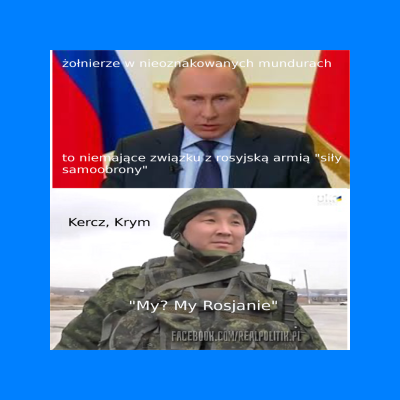 żołnierze w nieoznakowanych mundurach
to niemające związku z rosyjską armią "siły
samoobrony"
Kercz, Krym
"My? My Rosjanie"
FACEBOOK.COM/REALPOLITIK.PL